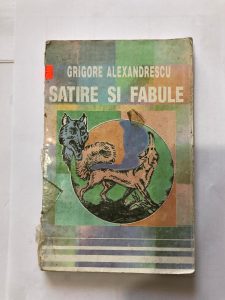 GRIGORE ALEXANDRESCU
SATIRE SI FABULE